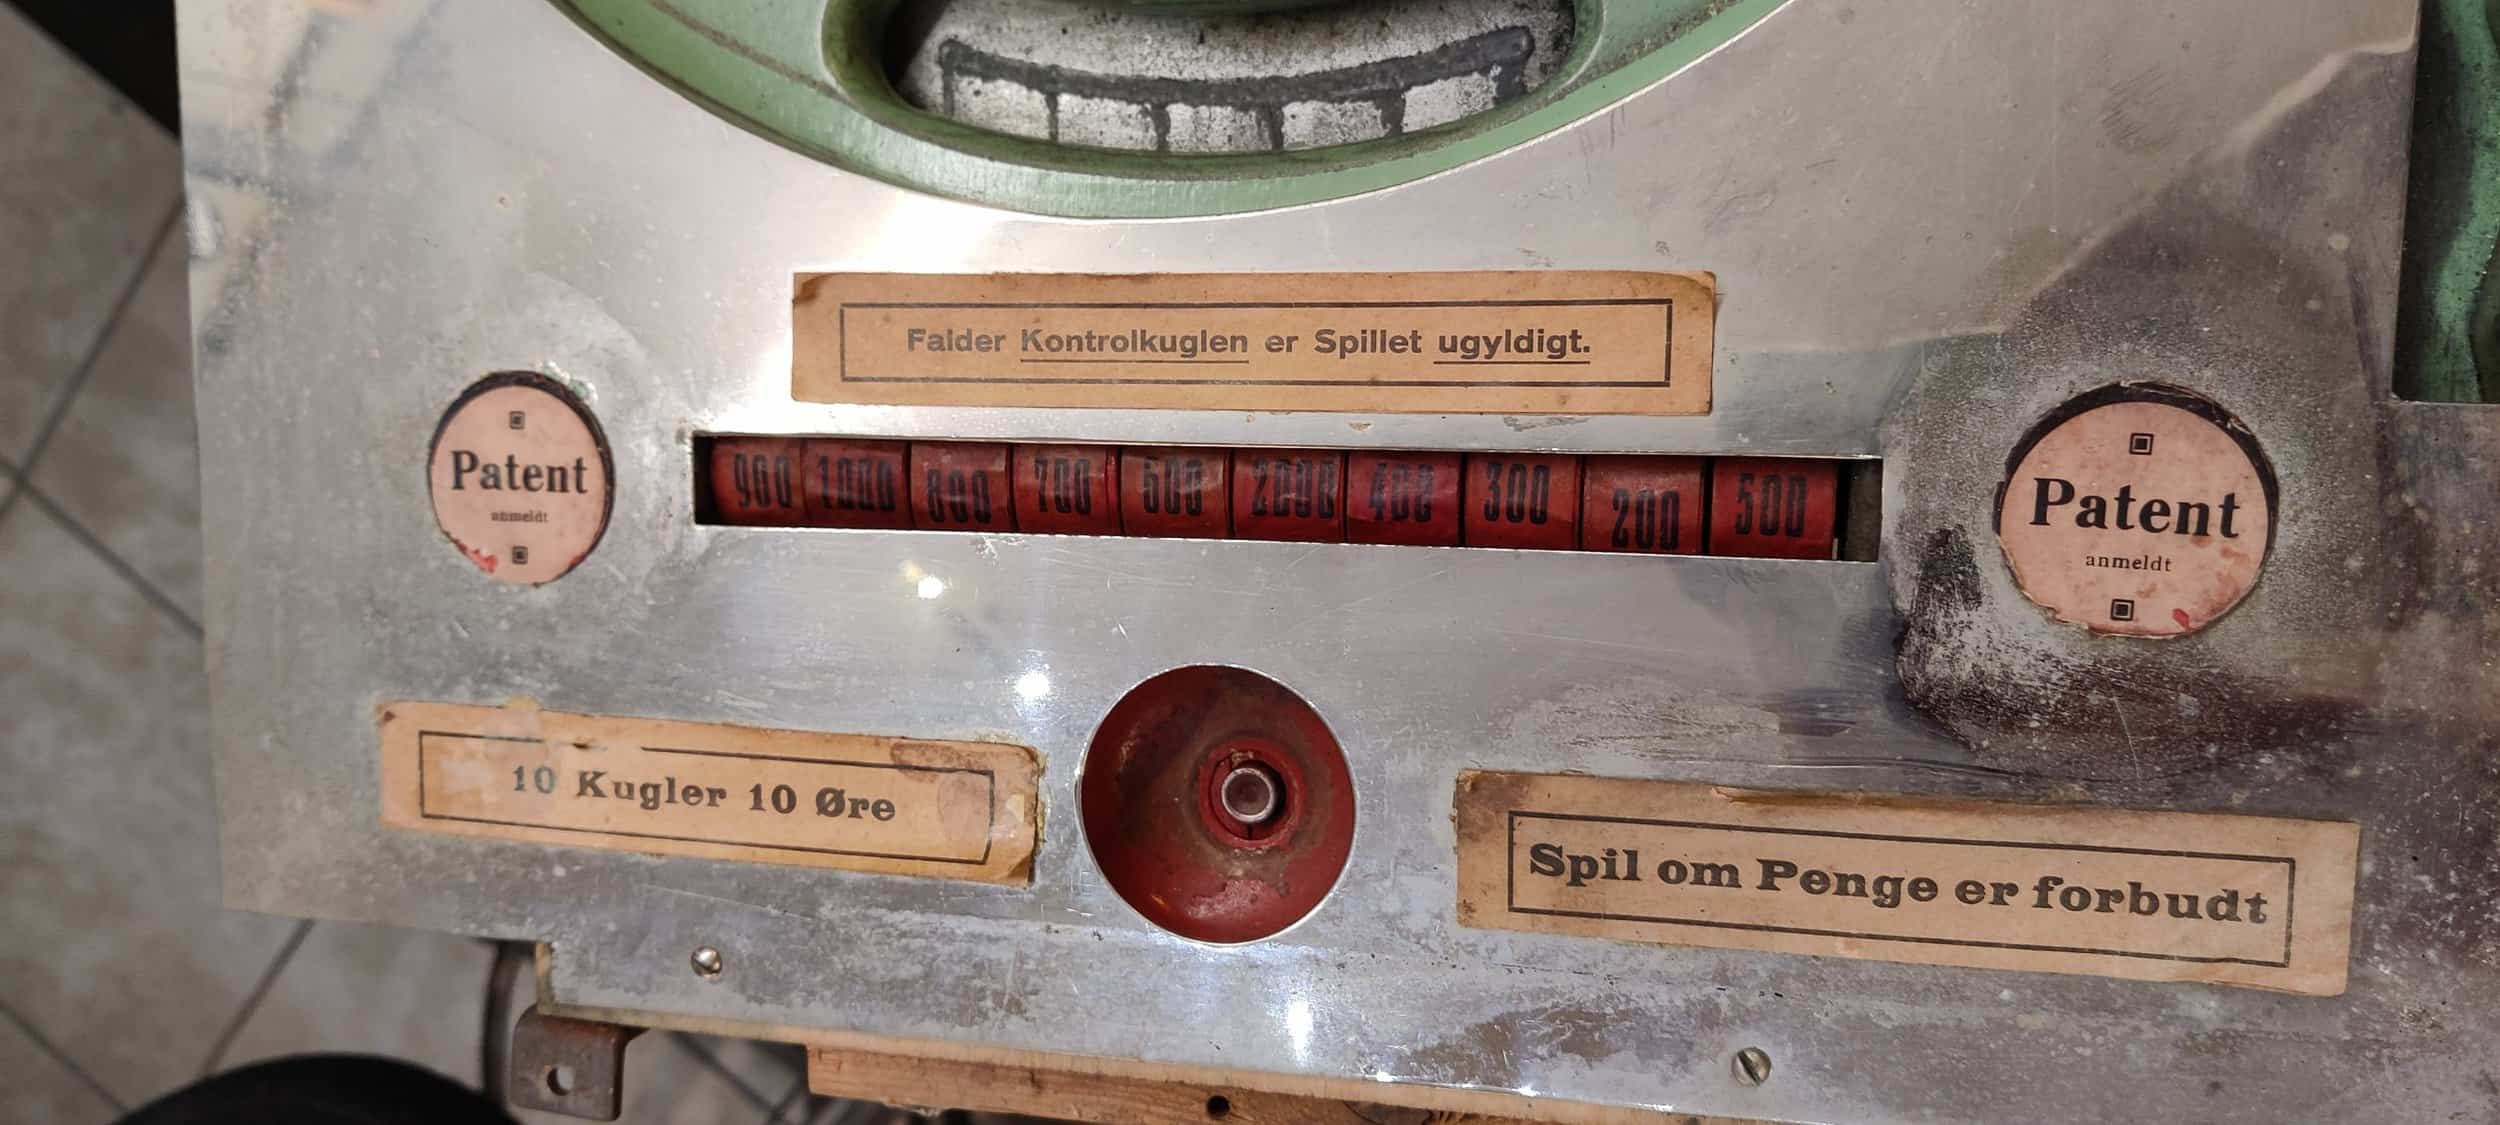 Falder Kontrolkuglen er Spillet ugyldigt.
Patent
anmeldt
900 1000 800 700 600 2000 400 300 200 500
Patent
anmeldt
10 Kugler 10 Øre
Spil om Penge er forbudt